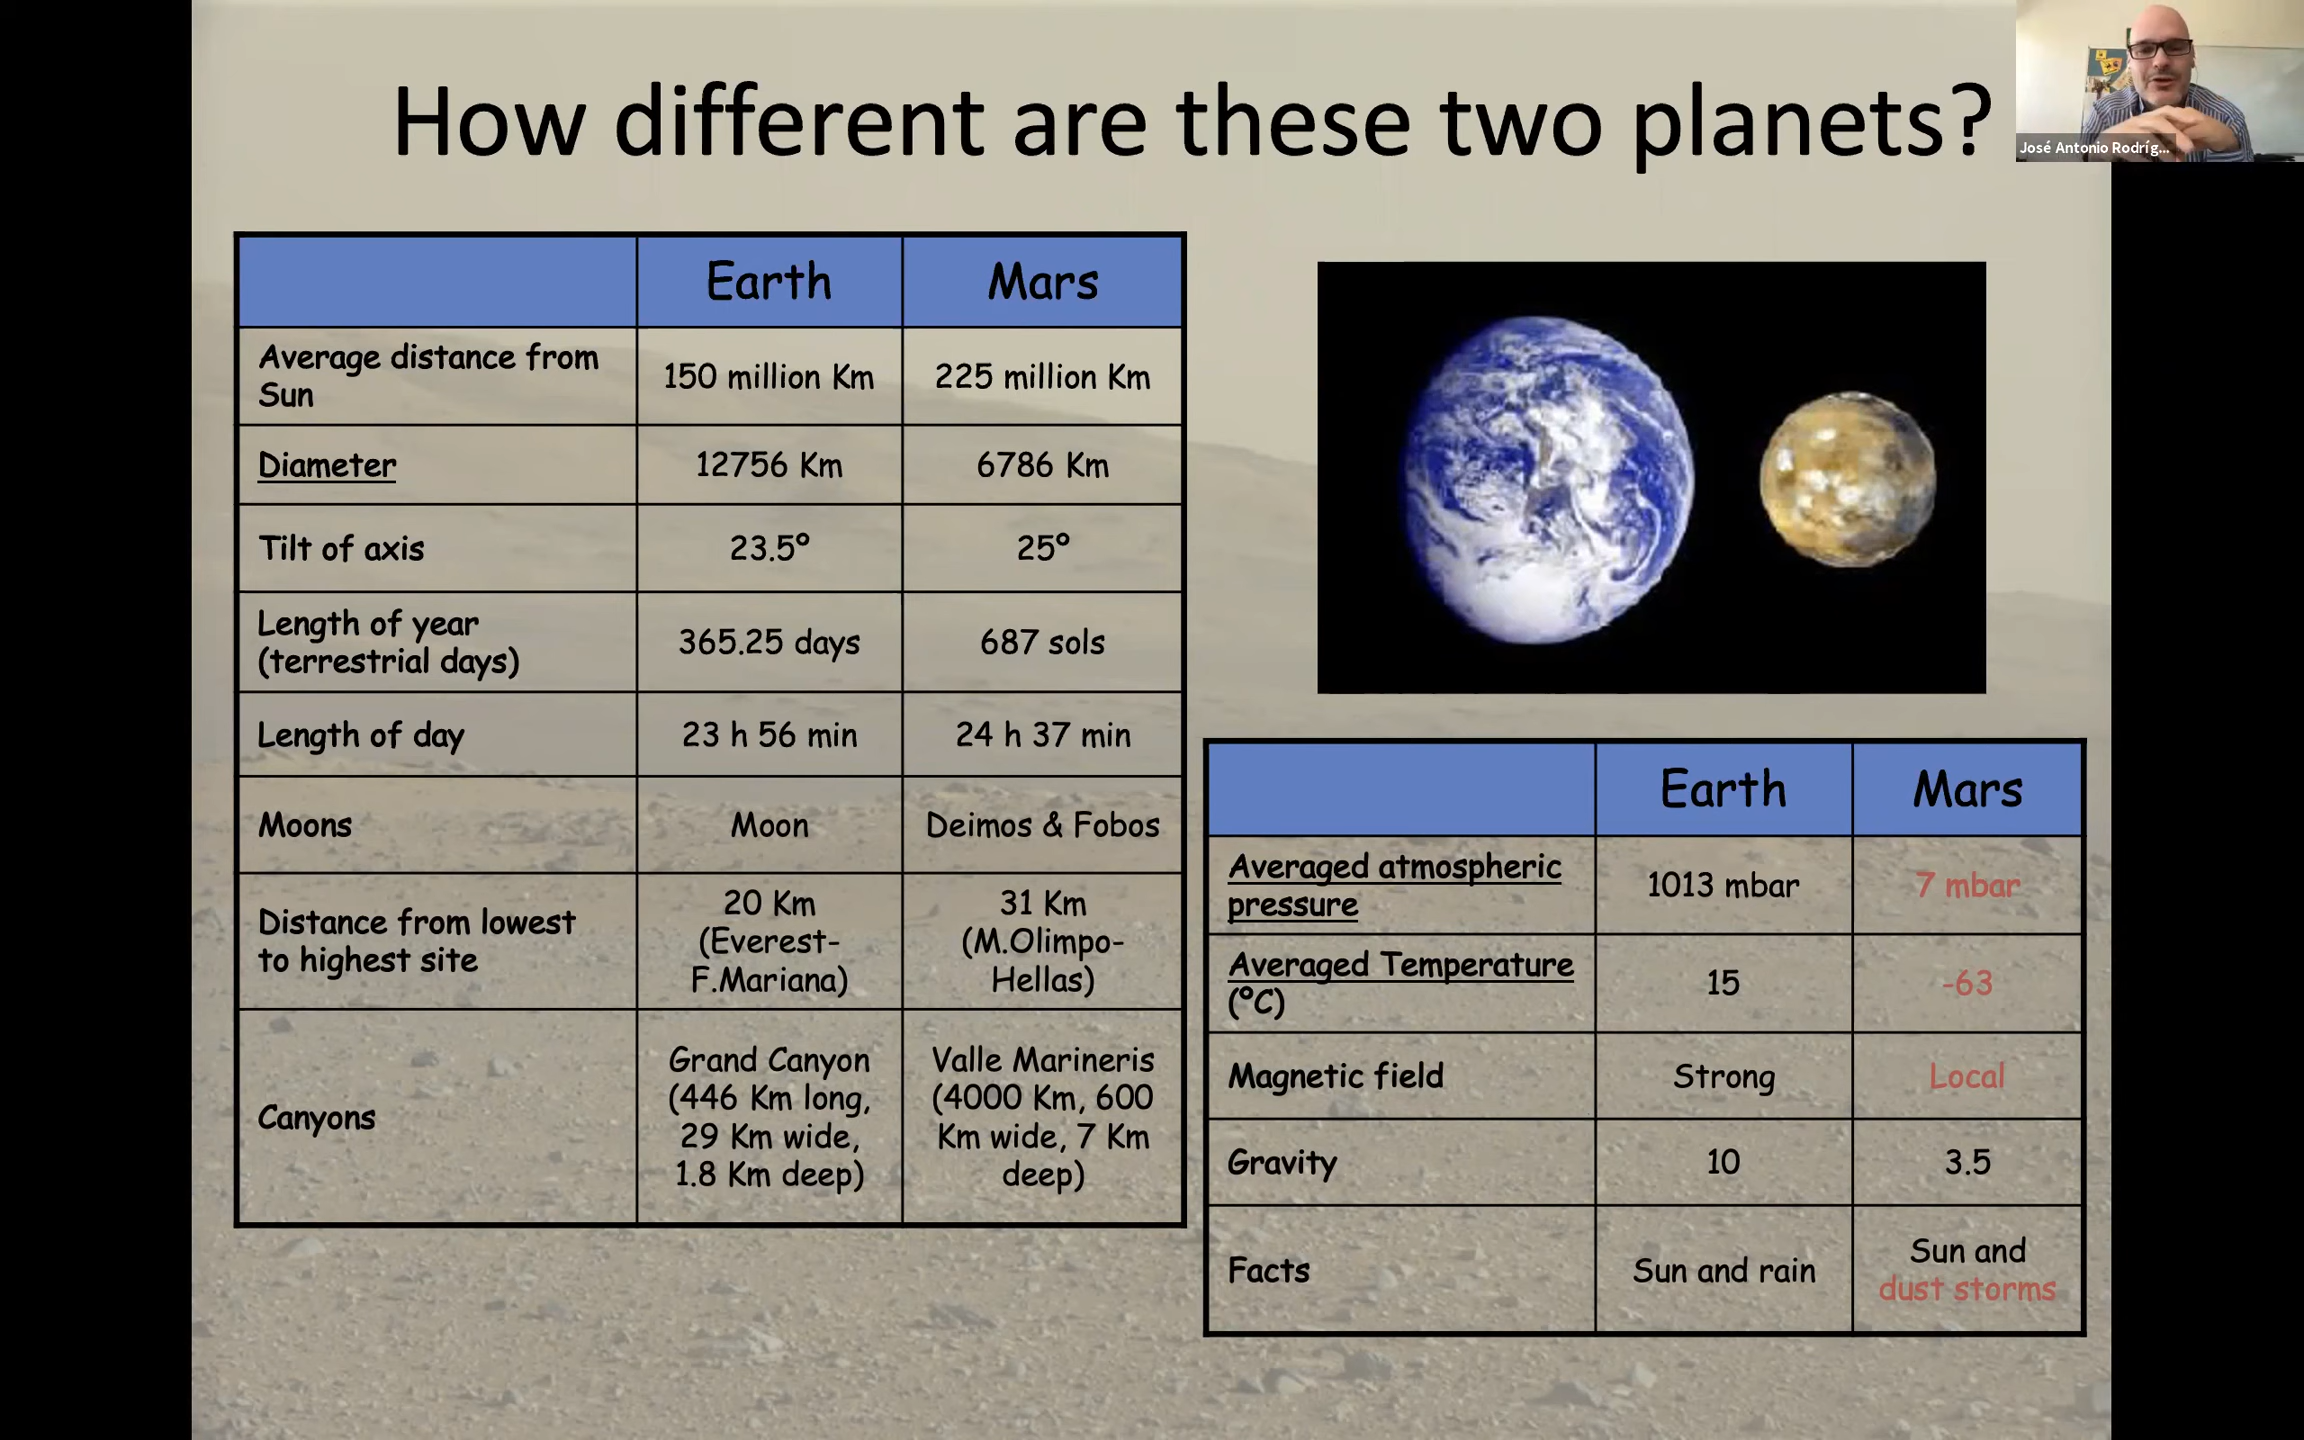 How different are these two planets?
José Antonio Rodríg...
Earth
Mars
Average distance from
Sun
150 million Km
225 million Km
Diameter
12756 Km
6786 Km
Tilt of axis
23.5º
25º
Length of year
(terrestrial days)
365.25 days
687 sols
Length of day
23 h 56 min
24 h 37 min
Moons
Moon
Deimos & Fobos
Distance from lowest
to highest site
20 Km
(Everest-
F.Mariana)
31 Km
(M.Olimpo-
Hellas)
Canyons
Grand Canyon
(446 Km long,
29 Km wide,
1.8 Km deep)
Valle Marineris
(4000 Km, 600
Km wide, 7 Km
deep)
Earth
Mars
Averaged atmospheric
pressure
1013 mbar
7 mbar
Averaged Temperature
(ºC)
15
-63
Magnetic field
Strong
Local
Gravity
10
3.5
Facts
Sun and rain
Sun and
dust storms